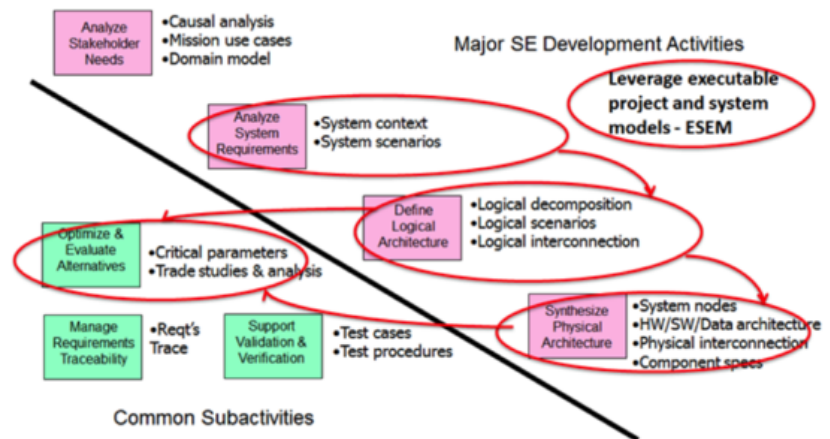 Analyze
Stakeholder
Needs
•Causal analysis
•Mission use cases
•Domain model
Major SE Development Activities
Leverage executable
project and system
models - ESEM
Analyze
System
Requirements
•System context
•System scenarios
Define
Logical
Architecture
•Logical decomposition
•Logical scenarios
•Logical interconnection
Optimize &
Evaluate
Alternatives
•Critical parameters
•Trade studies & analysis
Synthesize
Physical
Architecture
•System nodes
•HW/SW/Data architecture
•Physical interconnection
•Component specs
Manage
Requirements
Traceability
•Reqt's
Trace
Support
Validation &
Verification
•Test cases
•Test procedures
Common Subactivities